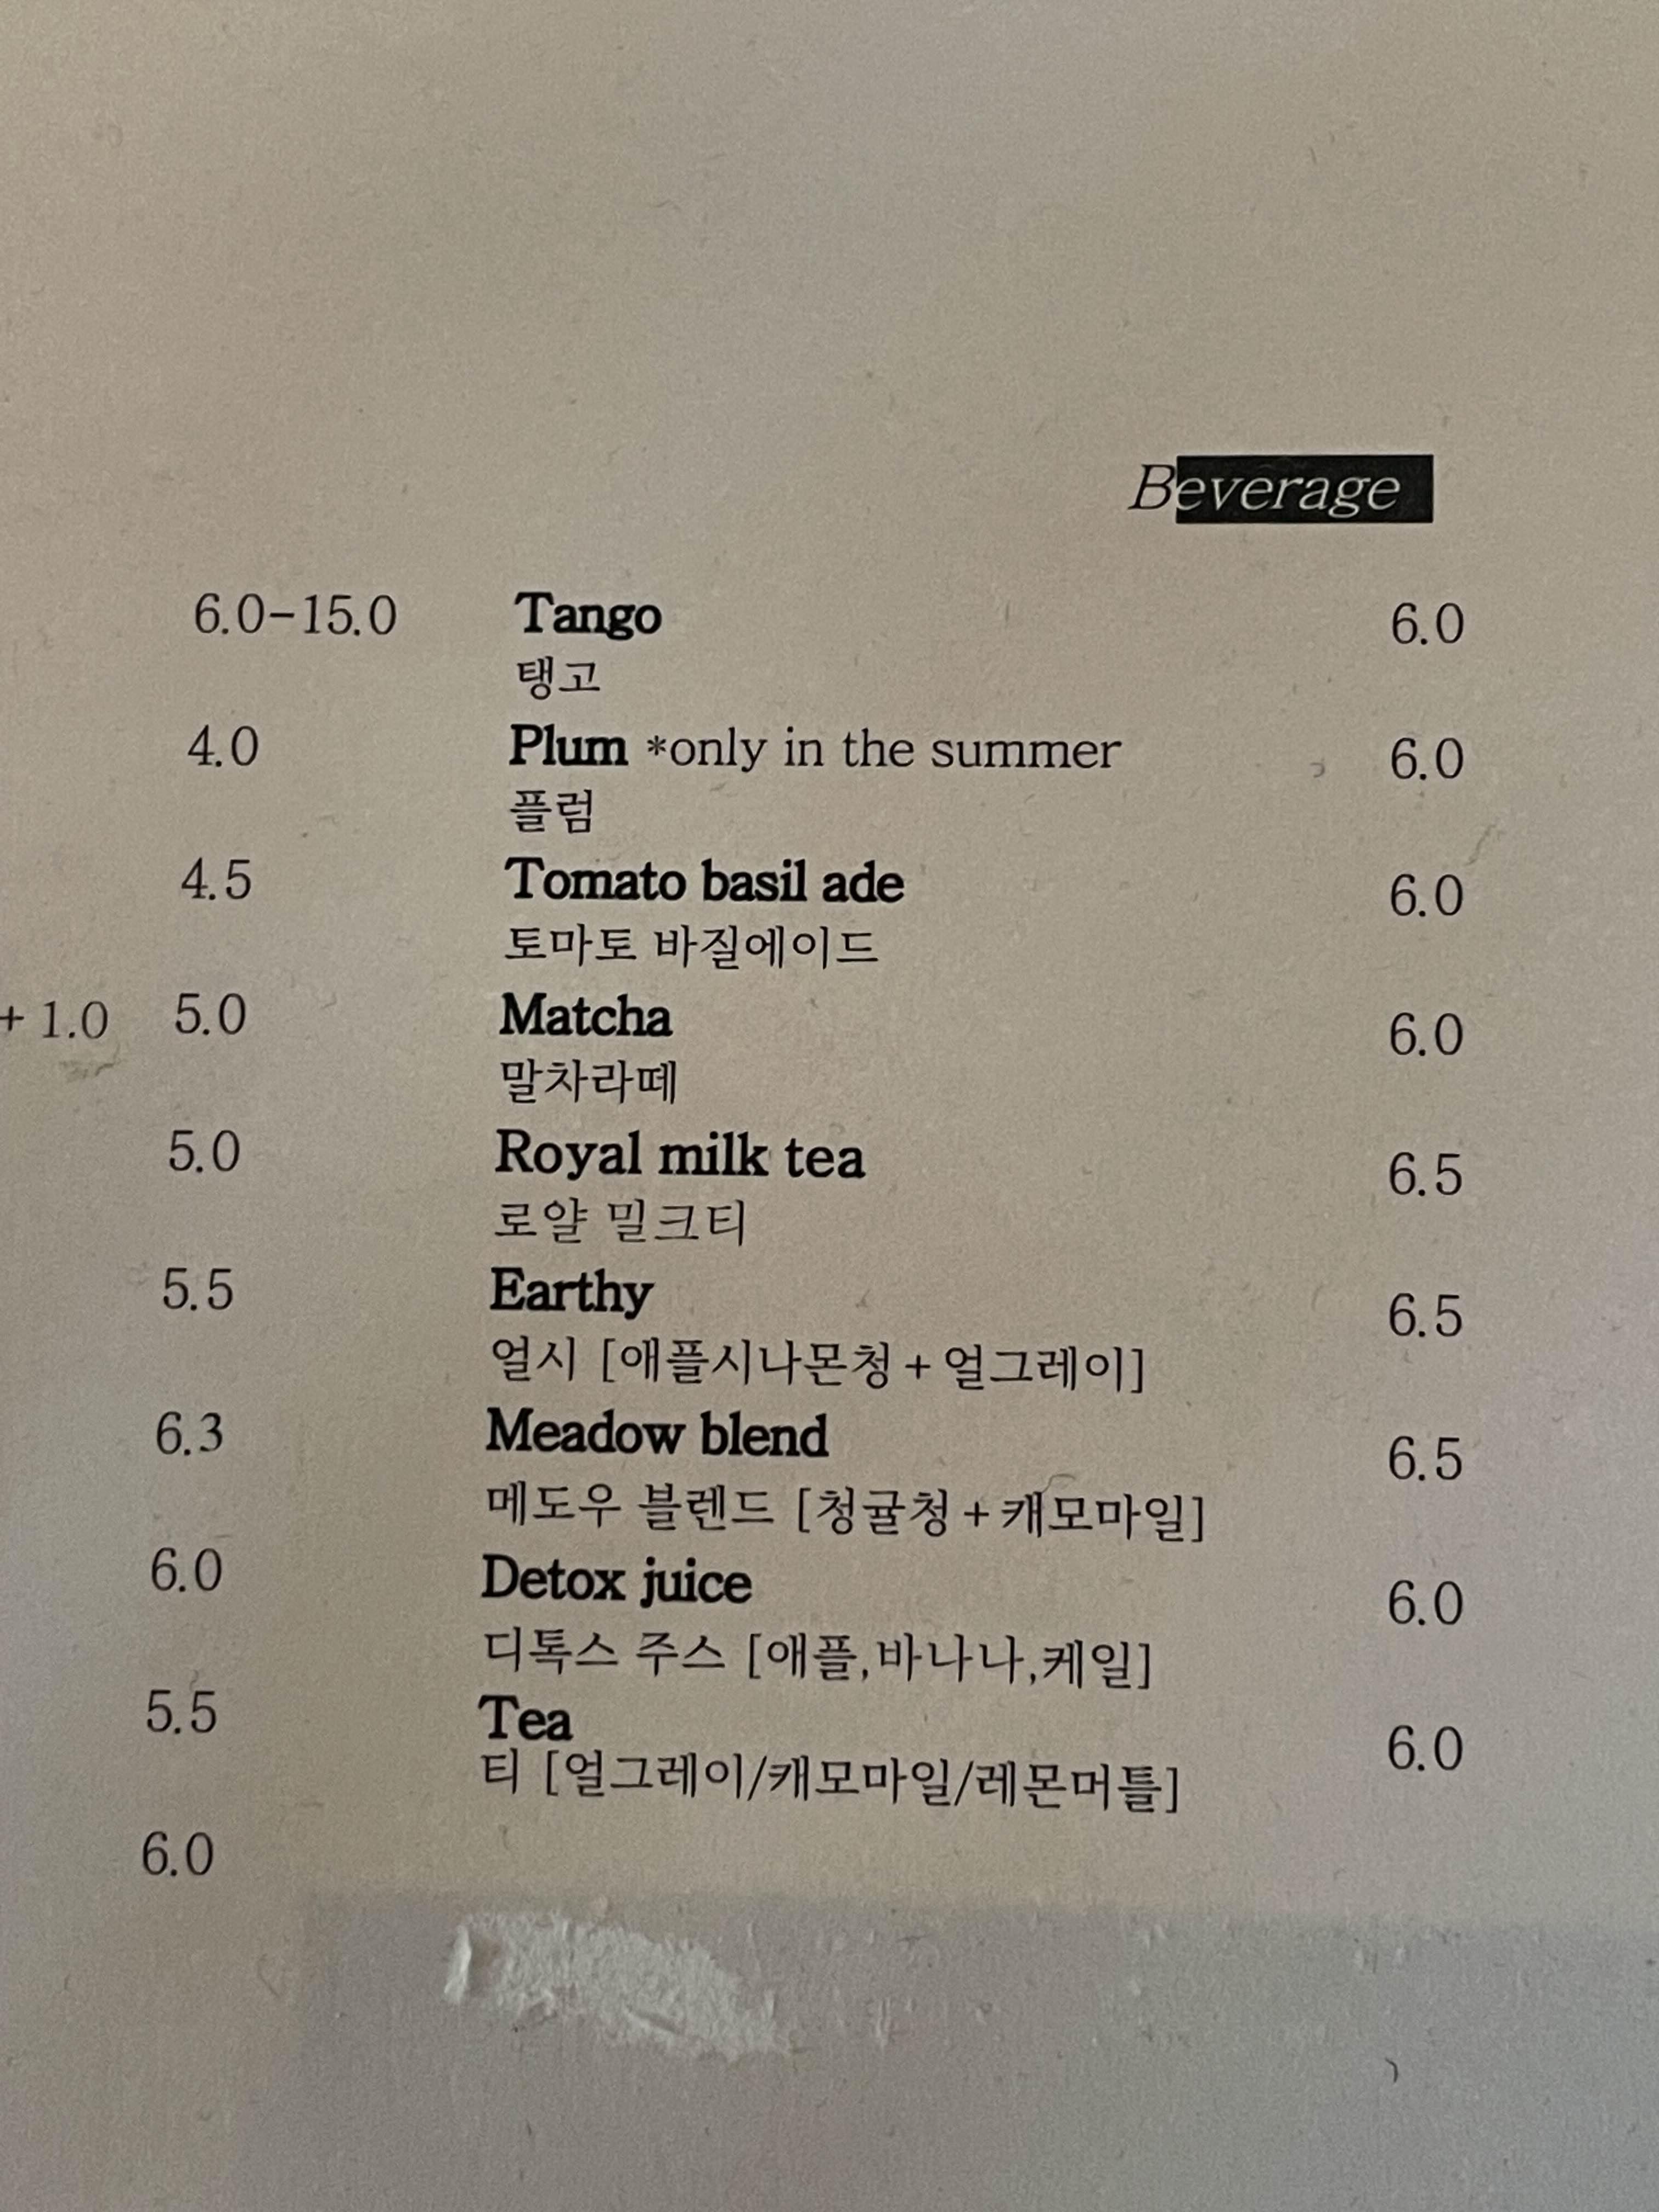 Beverage
6.0-15.0
4.0
4.5
+ 1.0 5.0
5.0
5.5
6.3
6.0
5.5
6.0
Tango 6.0
탱고
Plum *only in the summer 6.0
플럼
Tomato basil ade 6.0
토마토 바질에이드
Matcha 6.0
말차라떼
Royal milk tea 6.5
로얄 밀크티
Earthy 6.5
얼시 [애플시나몬청+얼그레이]
Meadow blend 6.5
메도우 블렌드 [청귤청+캐모마일]
Detox juice 6.0
디톡스 주스 [애플,바나나,케일]
Tea 6.0
티 [얼그레이/캐모마일/레몬머틀]